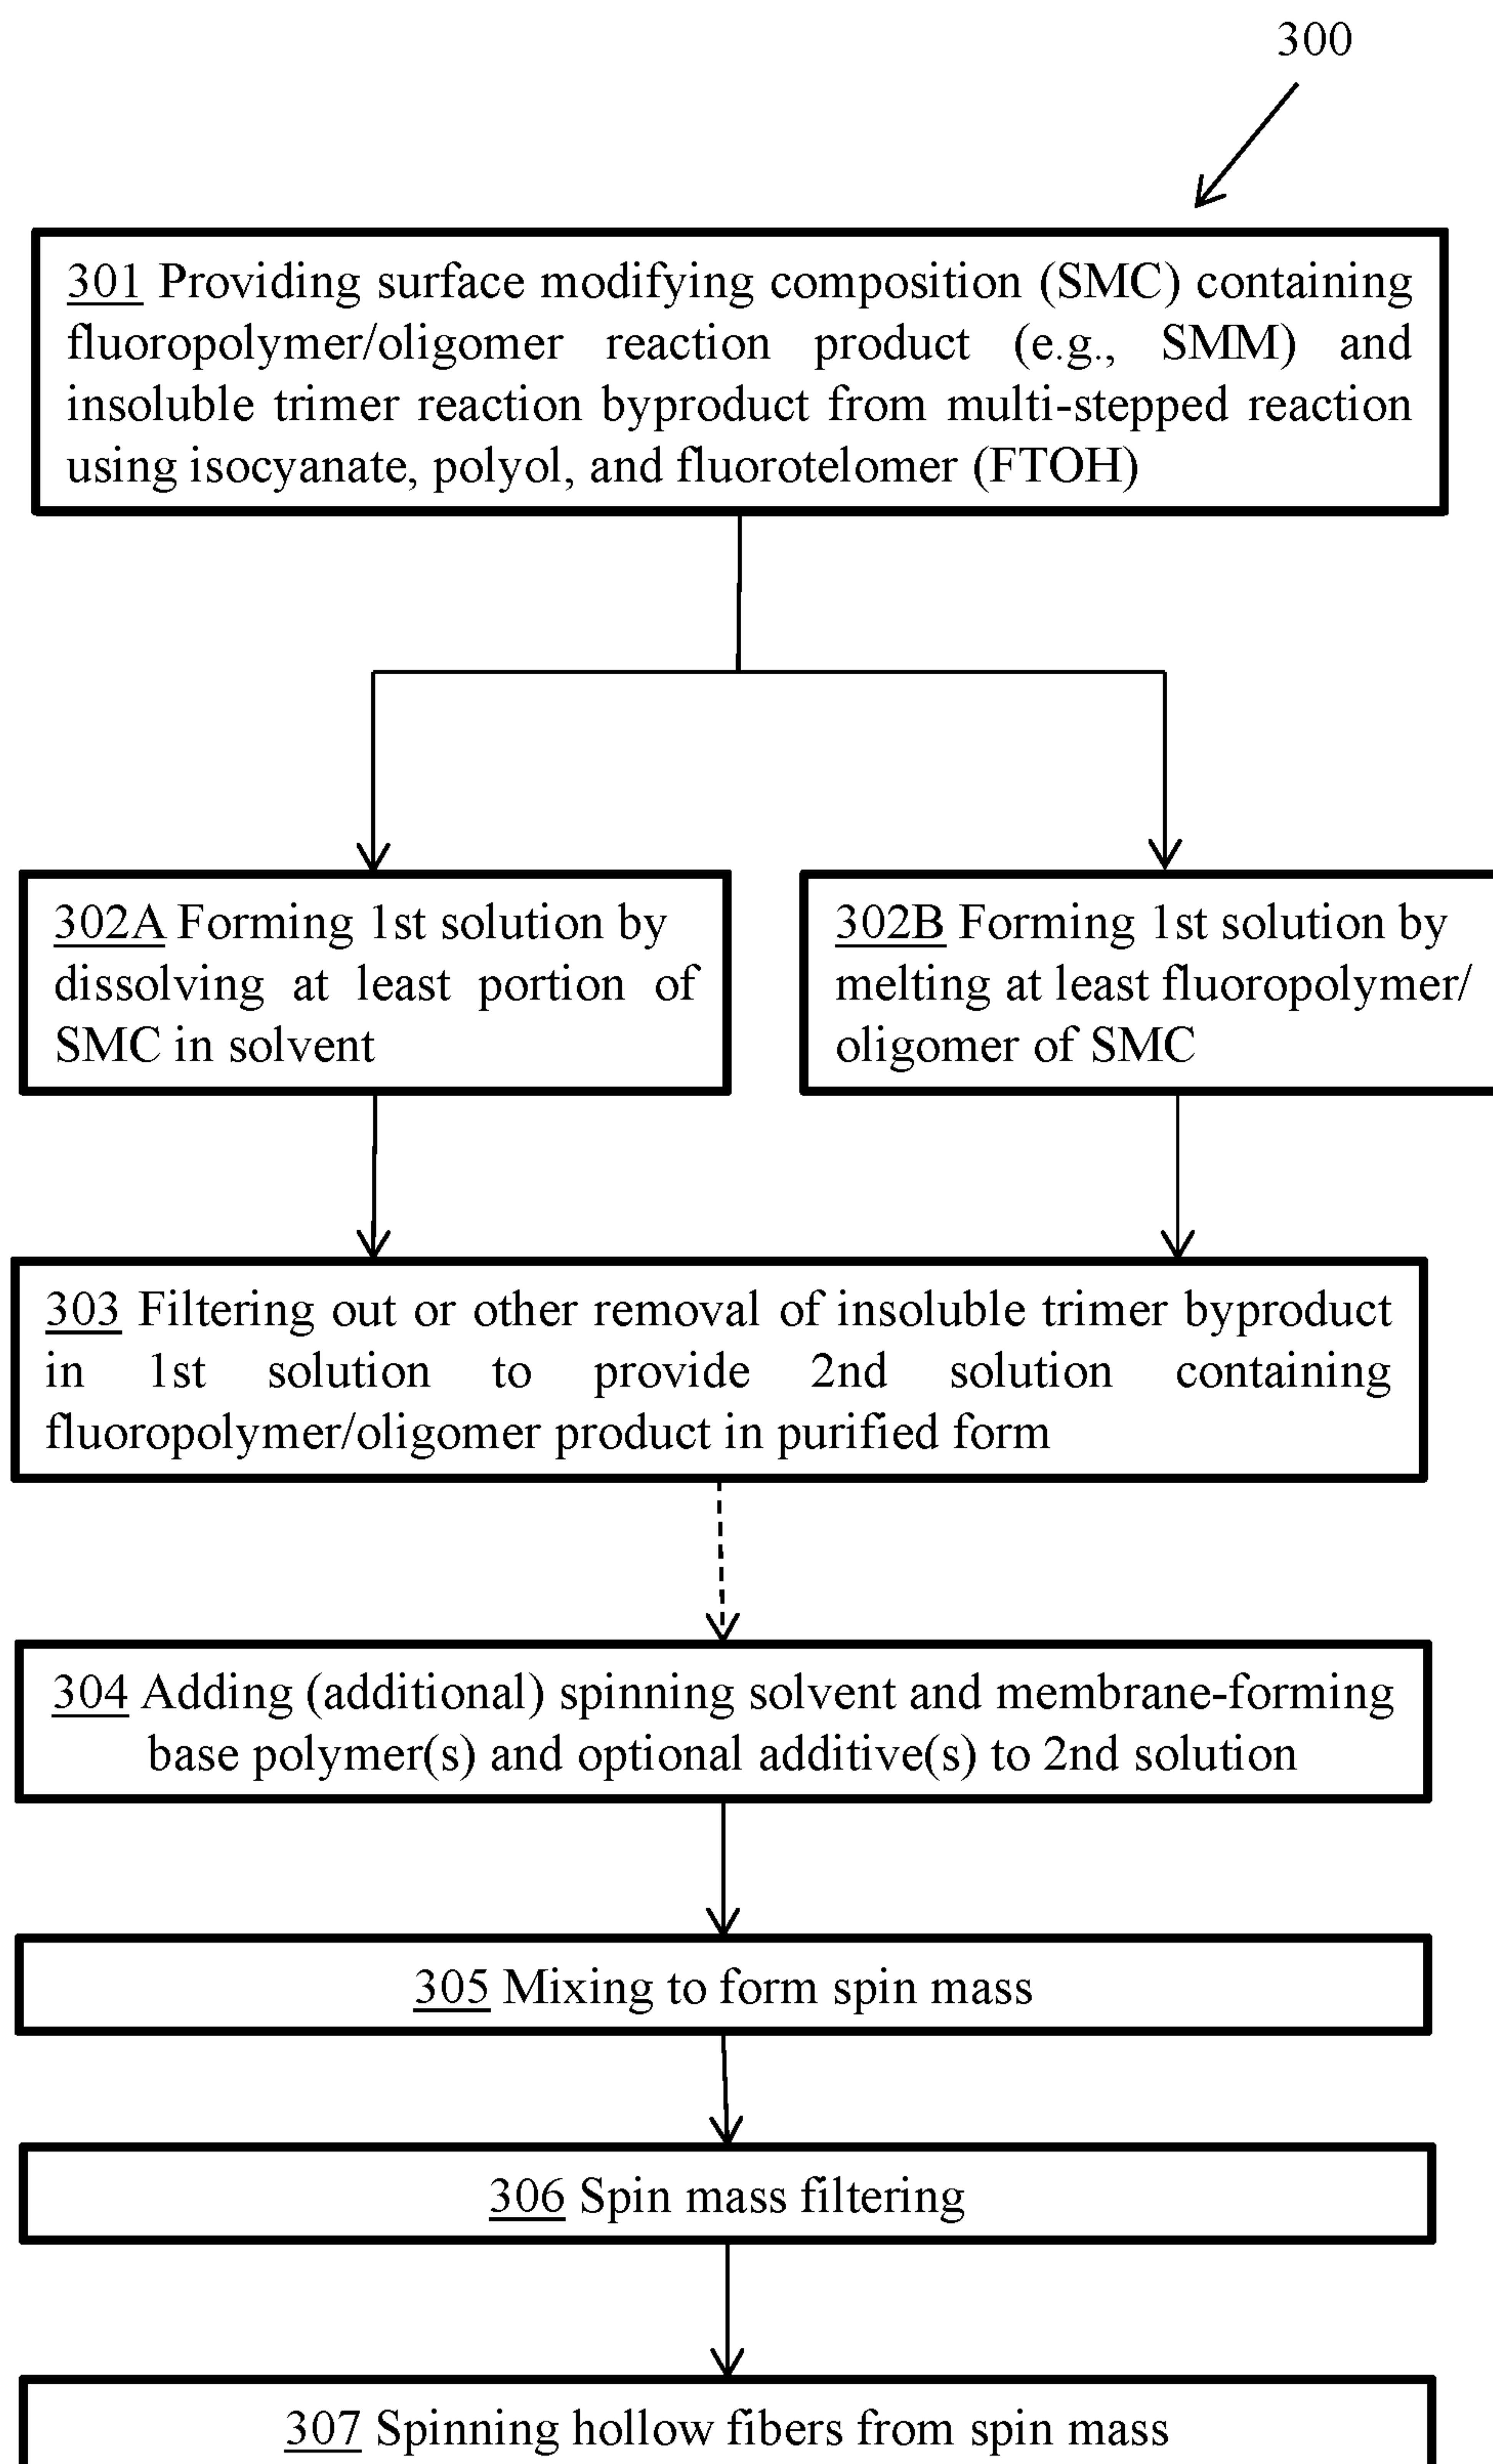 300
301 Providing surface modifying composition (SMC) containing
fluoropolymer/oligomer reaction product (e.g., SMM) and
insoluble trimer reaction byproduct from multi-stepped reaction
using isocyanate, polyol, and fluorotelomer (FTOH)
302A Forming 1st solution by
dissolving at least portion of
SMC in solvent
302B Forming 1st solution by
melting at least fluoropolymer/
oligomer of SMC
303 Filtering out or other removal of insoluble trimer byproduct
in 1st solution to provide 2nd solution containing
fluoropolymer/oligomer product in purified form
304 Adding (additional) spinning solvent and membrane-forming
base polymer(s) and optional additive(s) to 2nd solution
305 Mixing to form spin mass
306 Spin mass filtering
307 Spinning hollow fibers from spin mass